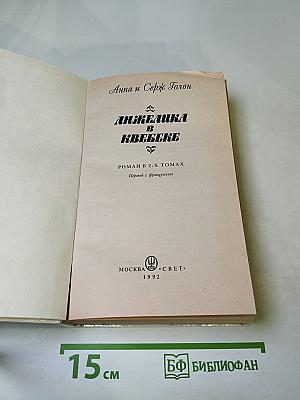 Анна и Серж Голон
АНЖЕЛИКА
В
КВЕБЕКЕ
РОМАН В 2-Х ТОМАХ
Перевод с французского
МОСКВА «СВЕТ»
1992
15 см
БФ БИБЛИОФАН